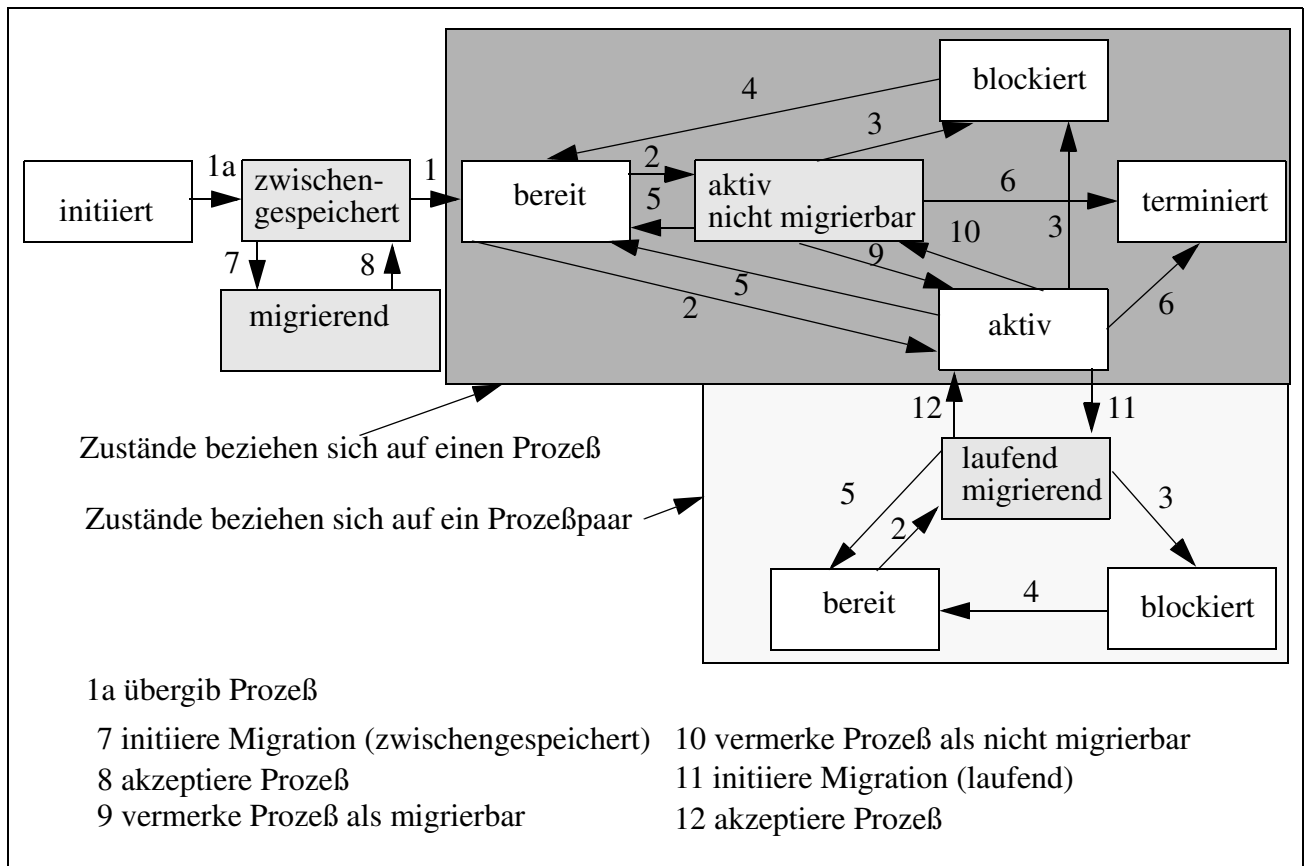 blockiert
4
3
1a
zwischen-
gespeichert
1
2
initiiert
bereit
5
aktiv
nicht migrierbar
6
terminiert
3
10
9
7
8
5
2
migrierend
aktiv
6
12
11
Zustände beziehen sich auf einen Prozeß
laufend
migrierend
5
3
2
Zustände beziehen sich auf ein Prozeßpaar
bereit
4
blockiert
1a übergib Prozeß
7 initiiere Migration (zwischengespeichert)
8 akzeptiere Prozeß
9 vermerke Prozeß als migrierbar
10 vermerke Prozeß als nicht migrierbar
11 initiiere Migration (laufend)
12 akzeptiere Prozeß